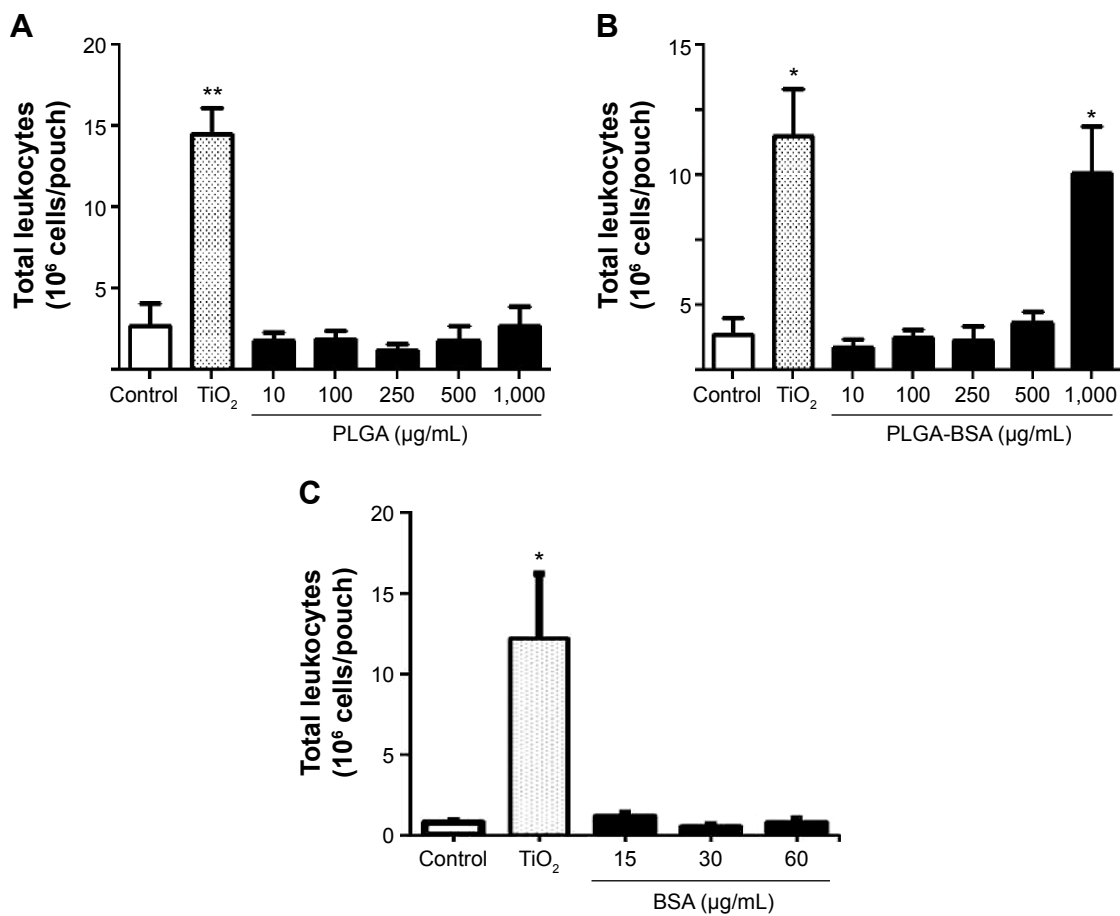 A
Total leukocytes
(10⁶ cells/pouch)
20
15
10
5
**
Control
TiO₂
10
100
250
500
1,000
PLGA (µg/mL)
B
Total leukocytes
(10⁶ cells/pouch)
15
10
5
*
*
Control
TiO₂
10
100
250
500
1,000
PLGA-BSA (µg/mL)
C
Total leukocytes
(10⁶ cells/pouch)
20
15
10
5
0
*
Control
TiO₂
15
30
60
BSA (µg/mL)